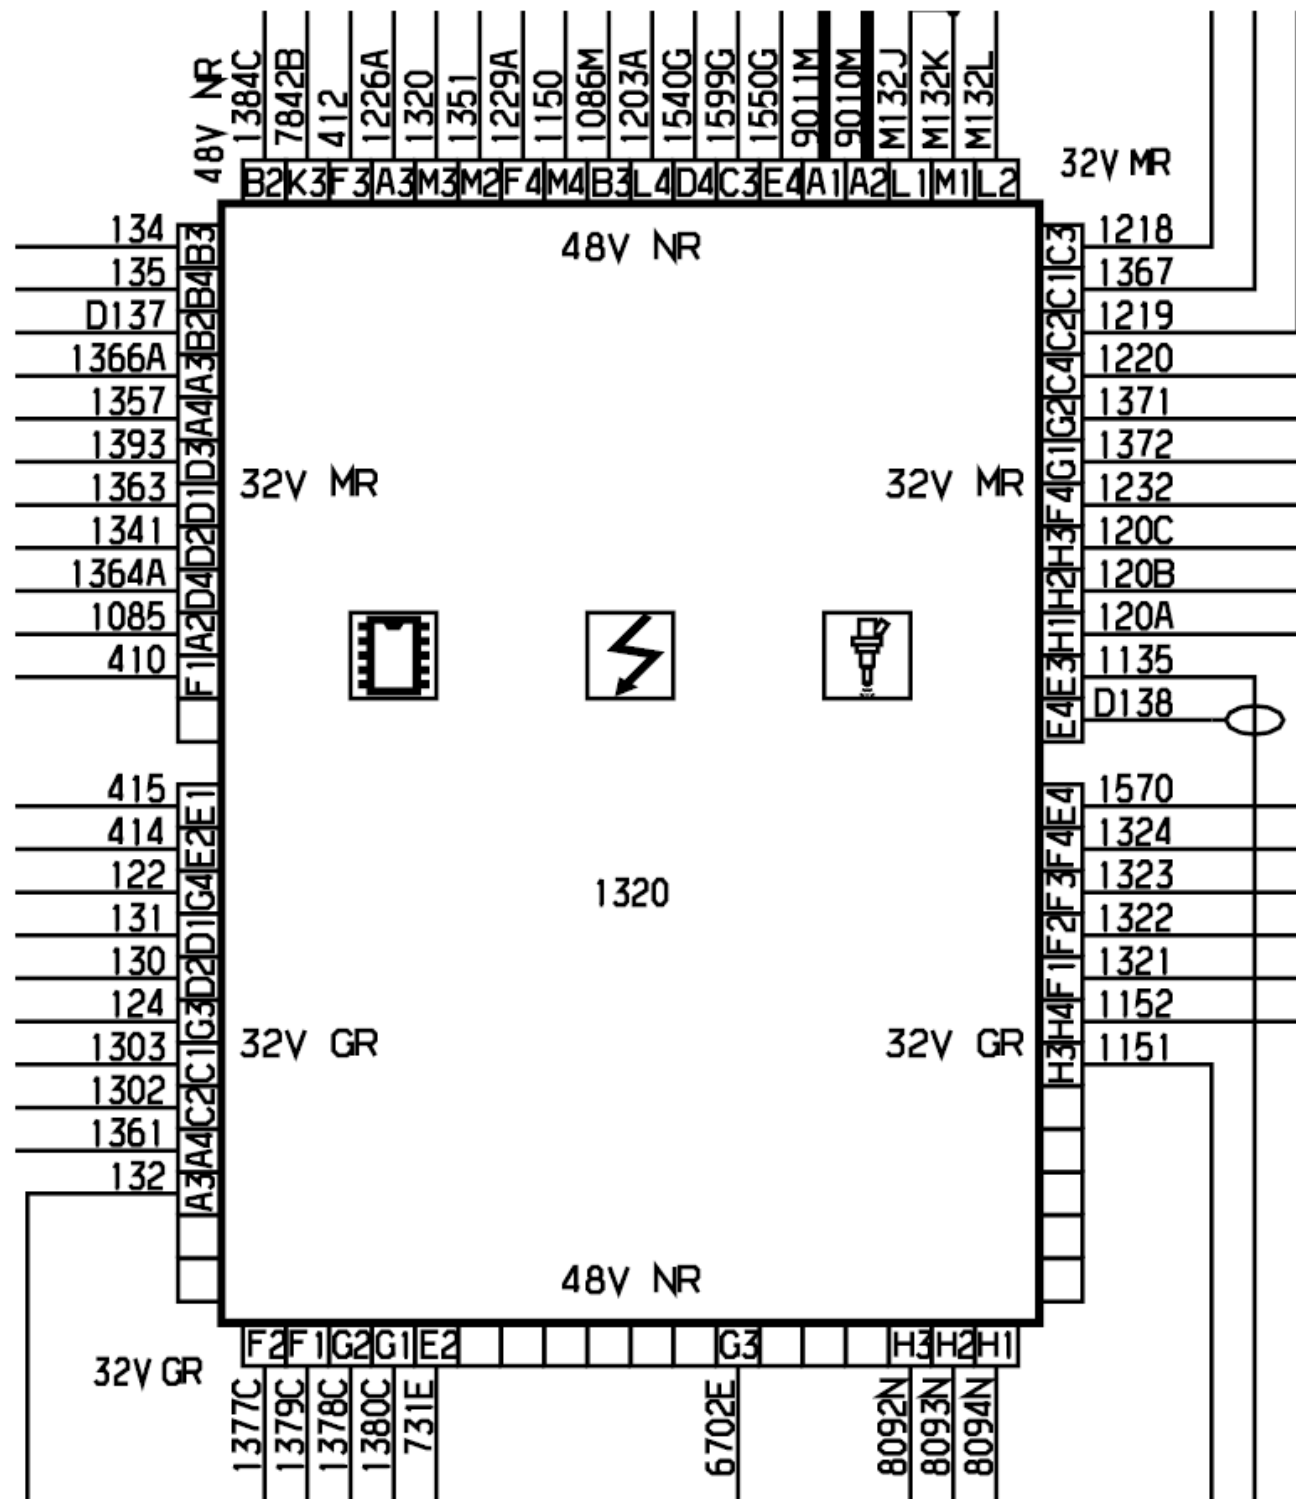 48V NR
1384C
7842B
412
1226A
1320
1351
1229A
1150
1086M
1203A
1540G
1599G
1550G
9011M
9010M
M132J
M132K
M132L
32V MR
B2 K3 F3 A3 M3 M2 F4 M4 B3 L4 D4 C3 E4 A1 A2 L1 M1 L2
48V NR
134 B3
135 B4
D137 B2
1366A A3
1357 A4
1393 D3
1363 D1
1341 D2
1364A D4
1085 A2
410 F1
C3 1218
C1 1367
C2 1219
C4 1220
G2 1371
G1 1372
F4 1232
H3 120C
H2 120B
H1 120A
E3 1135
E4 D138
32V MR
32V MR
415 E1
414 E2
122 G4
131 D1
130 D2
124 G3
1303 C1
1302 C2
1361 A4
132 A3
1320
E4 1570
F4 1324
F3 1323
F2 1322
F1 1321
H4 1152
H3 1151
32V GR
32V GR
48V NR
32V GR
F2 F1 G2 G1 E2 G3 H3 H2 H1
1377C
1379C
1378C
1380C
731E
6702E
8092N
8093N
8094N